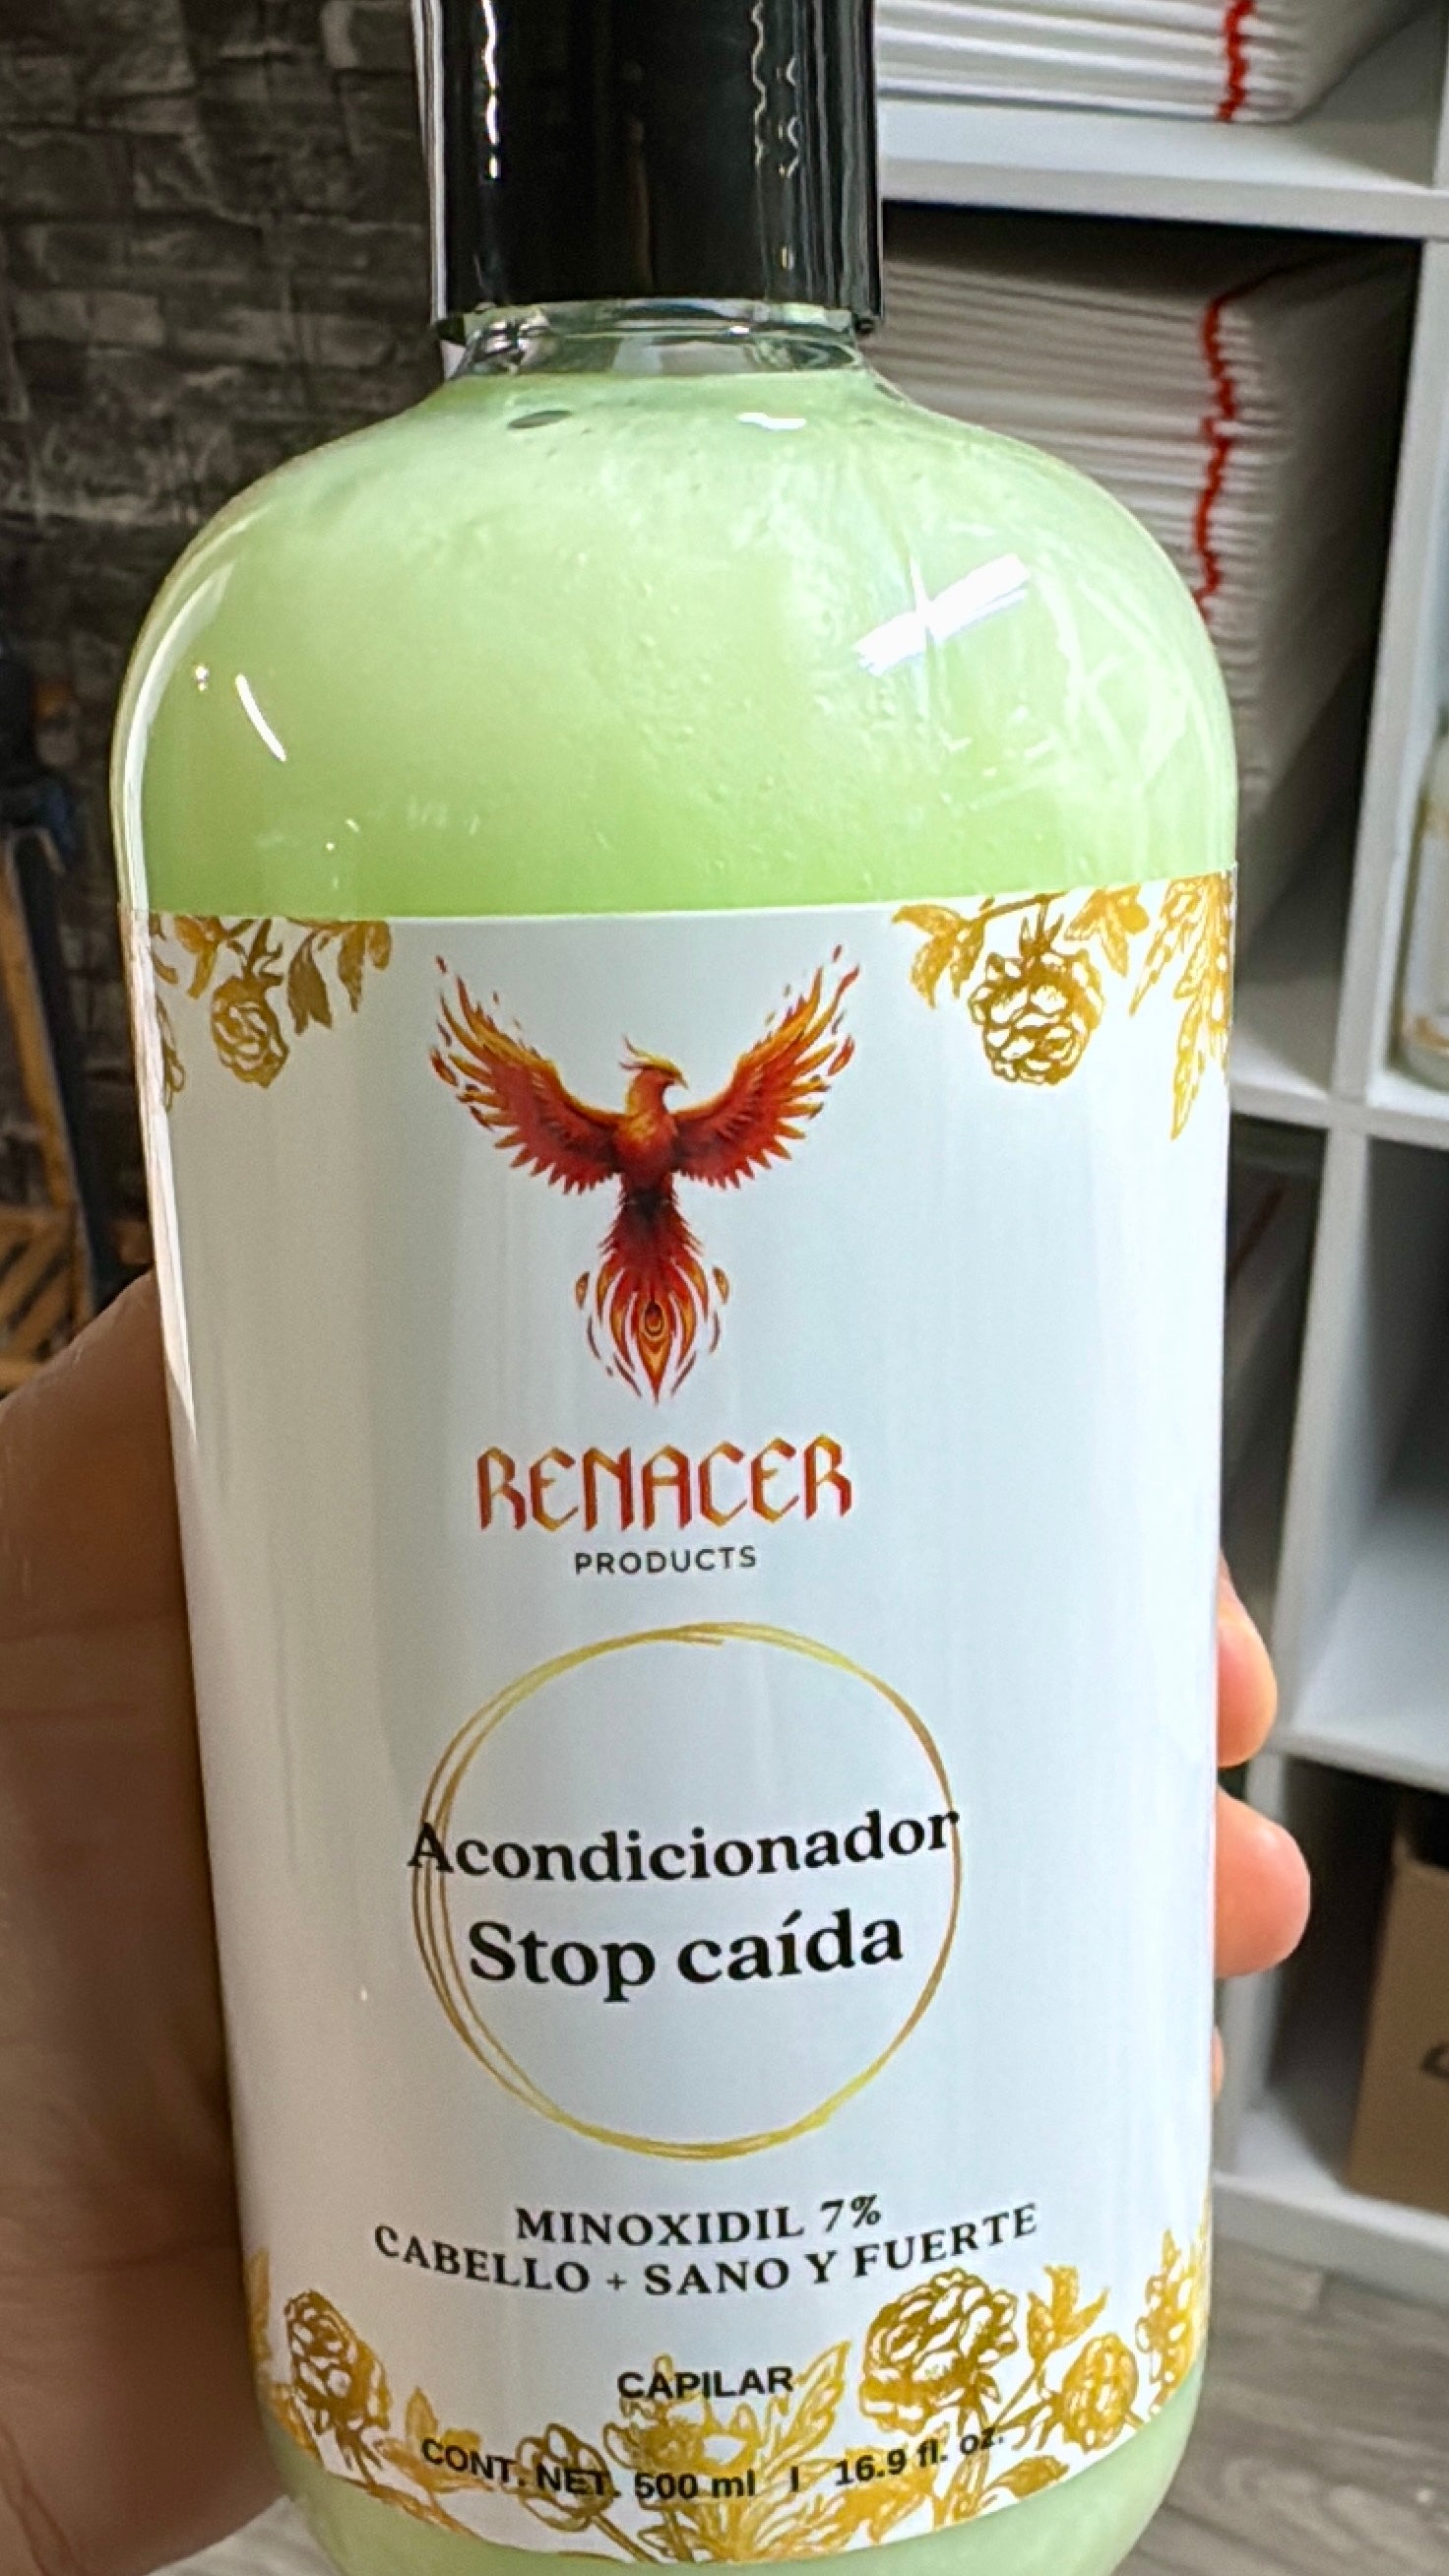 RENACER
PRODUCTS
Acondicionador
Stop caída
MINOXIDIL 7%
CABELLO + SANO Y FUERTE
CAPILAR
CONT. NET. 500 ml | 16.9 fl. oz.